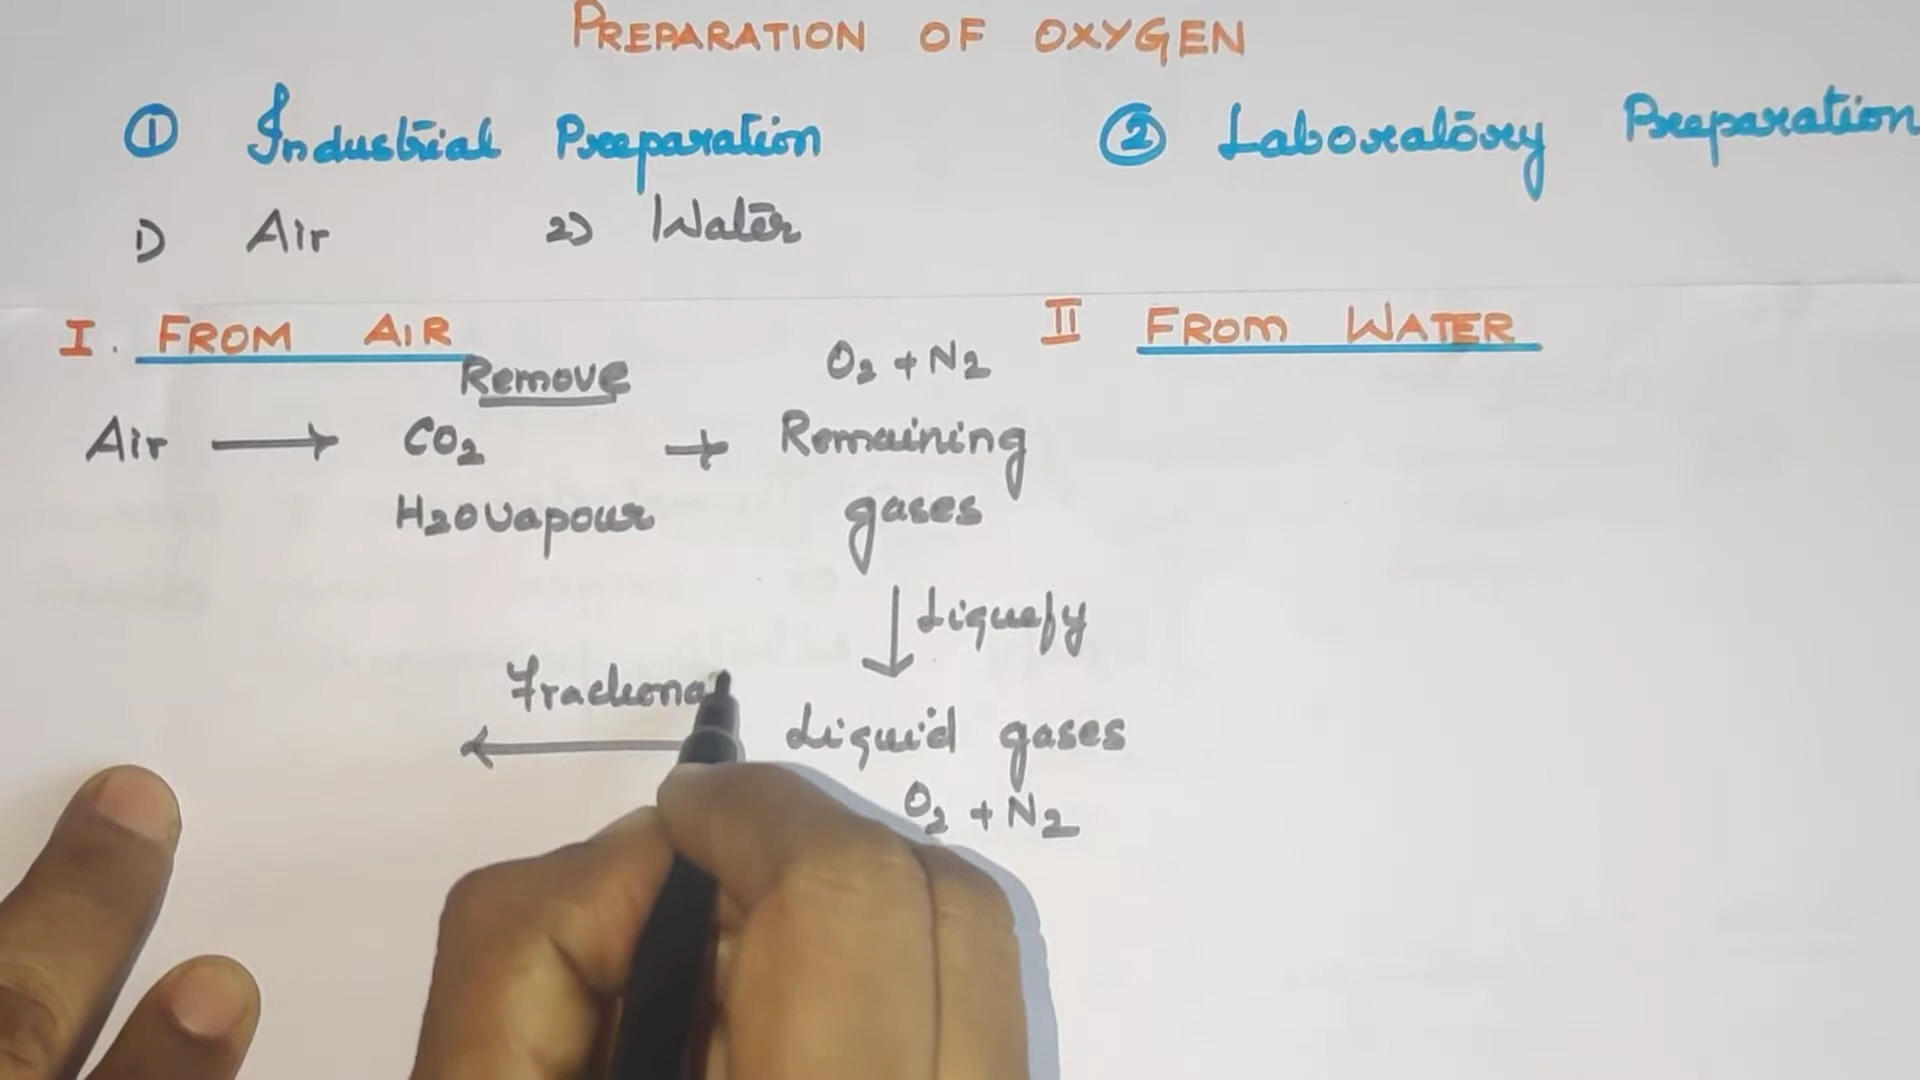 PREPARATION OF OXYGEN
① Industrial Preparation
② Laboratory Preparation
1) Air 2) Water
I. FROM AIR
Remove
Air → CO2
H2O vapour
→ Remaining
gases
O2 + N2
↓ Liquefy
Liquid gases
O2 + N2
←
II FROM WATER